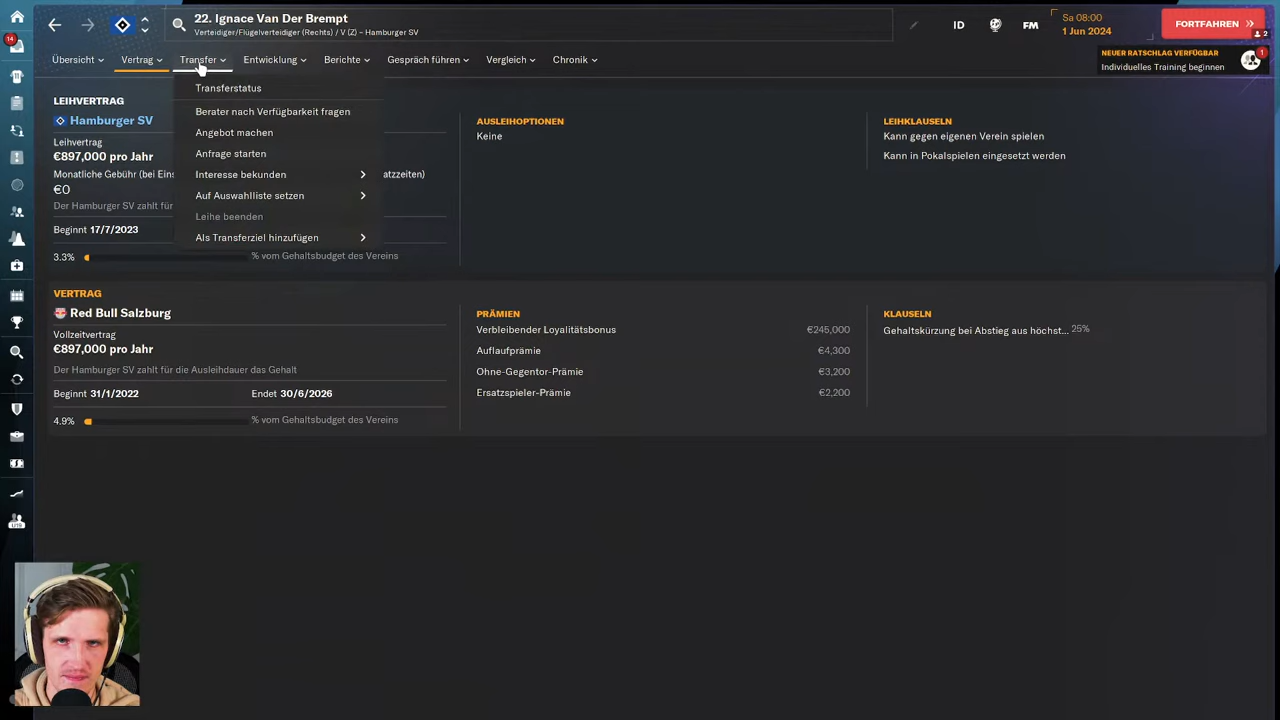 22. Ignace Van Der Brempt
Verteidiger/Flügelverteidiger (Rechts) / V (Z) - Hamburger SV
ID
FM
Sa 08:00
1 Jun 2024
FORTFAHREN
2
14
Übersicht
Vertrag
Transfer
Entwicklung
Berichte
Gespräch führen
Vergleich
Chronik
NEUER RATSCHLAG VERFÜGBAR
Individuelles Training beginnen
1
Transferstatus
Berater nach Verfügbarkeit fragen
Angebot machen
Anfrage starten
Interesse bekunden
Auf Auswahlliste setzen
Leihe beenden
Als Transferziel hinzufügen
LEIHVERTRAG
Hamburger SV
Leihvertrag
€897,000 pro Jahr
Monatliche Gebühr (bei Eins
atzzeiten)
€0
Der Hamburger SV zahlt für
Beginnt 17/7/2023
3.3%
% vom Gehaltsbudget des Vereins
AUSLEIHOPTIONEN
Keine
LEIHKLAUSELN
Kann gegen eigenen Verein spielen
Kann in Pokalspielen eingesetzt werden
VERTRAG
Red Bull Salzburg
Vollzeitvertrag
€897,000 pro Jahr
Der Hamburger SV zahlt für die Ausleihdauer das Gehalt
Beginnt 31/1/2022
Endet 30/6/2026
4.9%
% vom Gehaltsbudget des Vereins
PRÄMIEN
Verbleibender Loyalitätsbonus €245,000
Auflaufprämie €4,300
Ohne-Gegentor-Prämie €3,200
Ersatzspieler-Prämie €2,200
KLAUSELN
Gehaltskürzung bei Abstieg aus höchst... 25%
U19